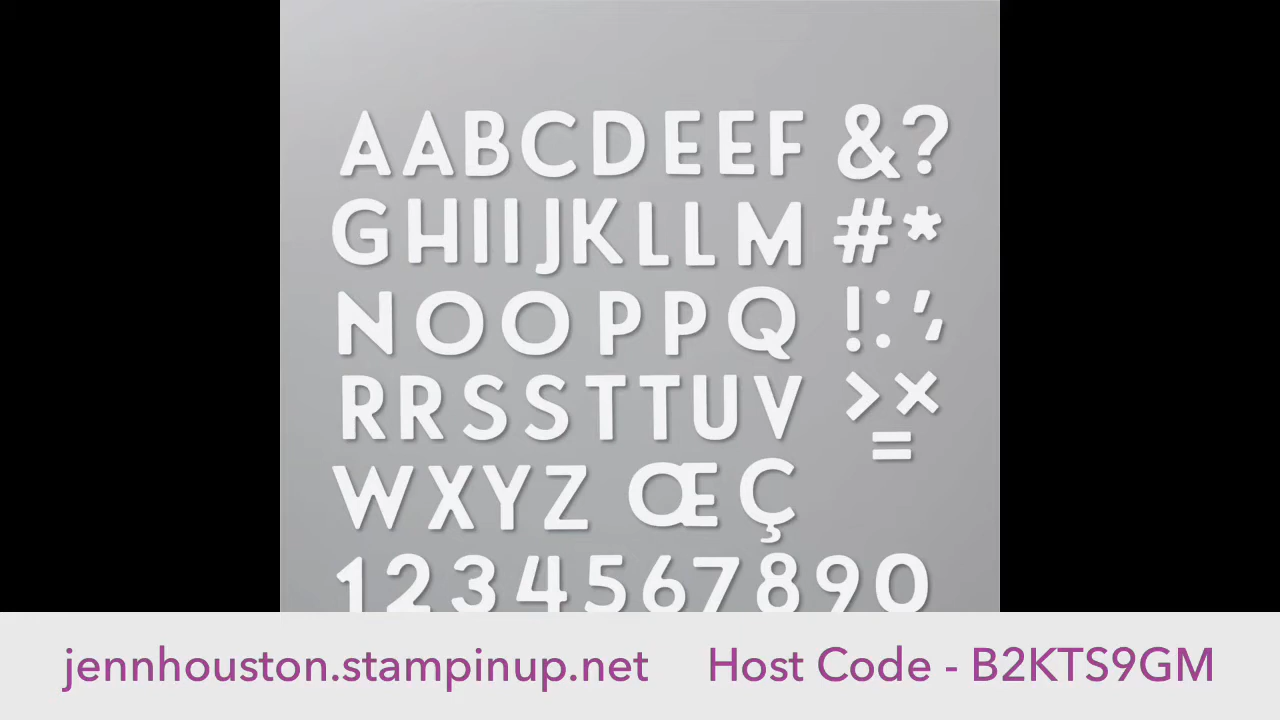 AABCDEEF &?
GHIIJKLLM #*
NOOPPQ !:’,
RRSSTTUV >×
=
WXYZ ŒÇ
1234567890
jennhouston.stampinup.net Host Code - B2KTS9GM